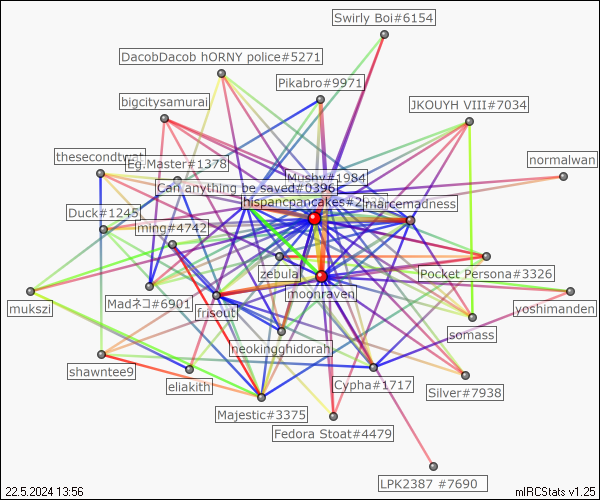 Swirly Boi#6154
DacobDacob hORNY police#5271
Pikabro#9971
bigcitysamurai
JKOUYH VIII#7034
thesecondtwat
Eg.Master#1378
normalwan
Mushy#1984
Can anything be saved#0396
hispancpancakes#2
marcemadness
Duck#1245
ming#4742
zebula
Pocket Persona#3326
moonraven
Madネコ#6901
mukszi
frisout
yoshimanden
somass
neokingghidorah
shawntee9
eliakith
Cypha#1717
Silver#7938
Majestic#3375
Fedora Stoat#4479
LPK2387 #7690
22.5.2024 13:56
mIRCStats v1.25